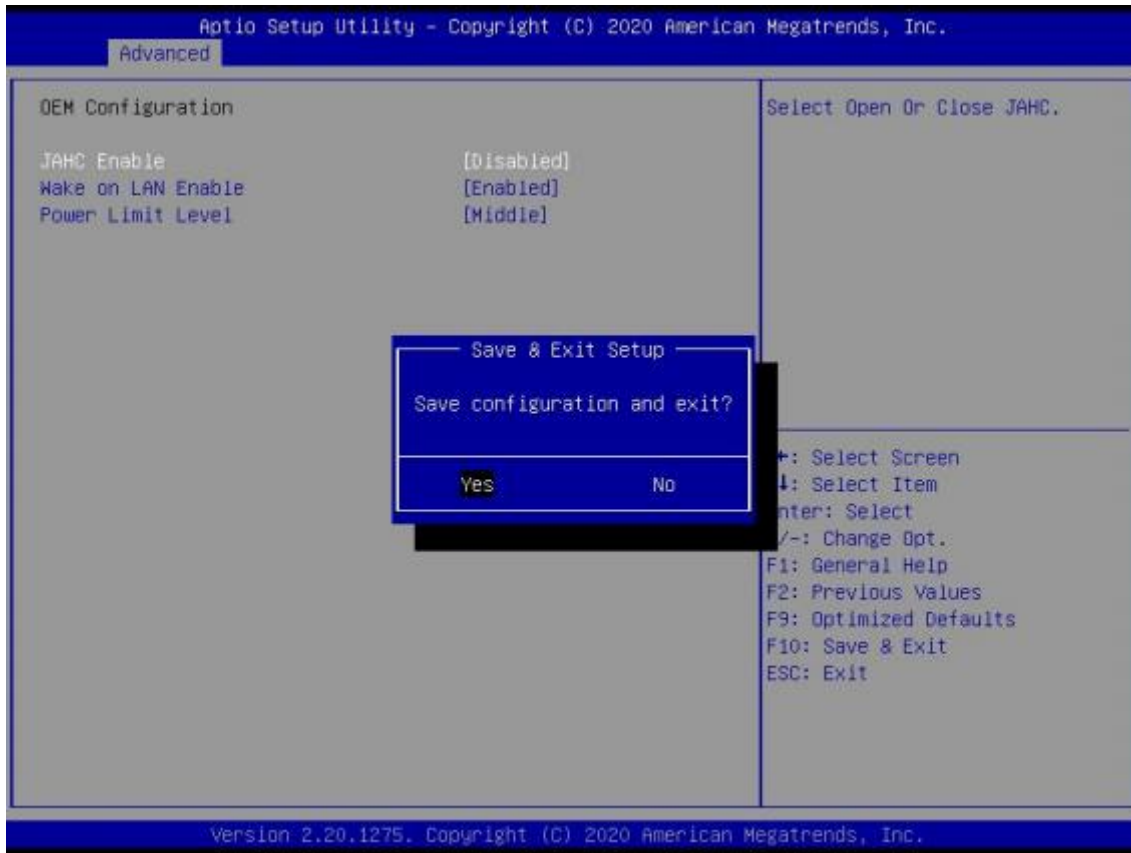 Aptio Setup Utility – Copyright (C) 2020 American Megatrends, Inc.
Advanced
OEM Configuration
JAHC Enable [Disabled]
Wake on LAN Enable [Enabled]
Power Limit Level [Middle]
Select Open Or Close JAHC.
Save & Exit Setup
Save configuration and exit?
Yes No
: Select Screen
: Select Item
nter: Select
/-: Change Opt.
F1: General Help
F2: Previous Values
F9: Optimized Defaults
F10: Save & Exit
ESC: Exit
Version 2.20.1275. Copyright (C) 2020 American Megatrends, Inc.